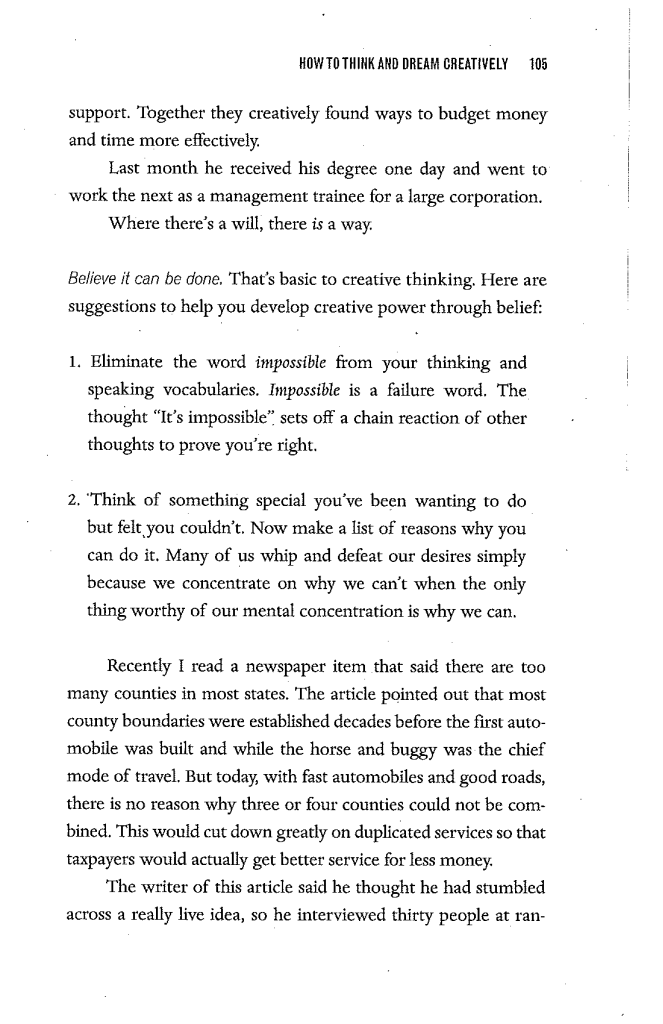 HOW TO THINK AND DREAM CREATIVELY 105
support. Together they creatively found ways to budget money
and time more effectively.
Last month he received his degree one day and went to
work the next as a management trainee for a large corporation.
Where there's a will, there is a way.
Believe it can be done. That's basic to creative thinking. Here are
suggestions to help you develop creative power through belief:
1. Eliminate the word impossible from your thinking and
speaking vocabularies. Impossible is a failure word. The
thought "It's impossible" sets off a chain reaction of other
thoughts to prove you're right.
2. Think of something special you've been wanting to do
but felt you couldn't. Now make a list of reasons why you
can do it. Many of us whip and defeat our desires simply
because we concentrate on why we can't when the only
thing worthy of our mental concentration is why we can.
Recently I read a newspaper item that said there are too
many counties in most states. The article pointed out that most
county boundaries were established decades before the first auto-
mobile was built and while the horse and buggy was the chief
mode of travel. But today, with fast automobiles and good roads,
there is no reason why three or four counties could not be com-
bined. This would cut down greatly on duplicated services so that
taxpayers would actually get better service for less money.
The writer of this article said he thought he had stumbled
across a really live idea, so he interviewed thirty people at ran-